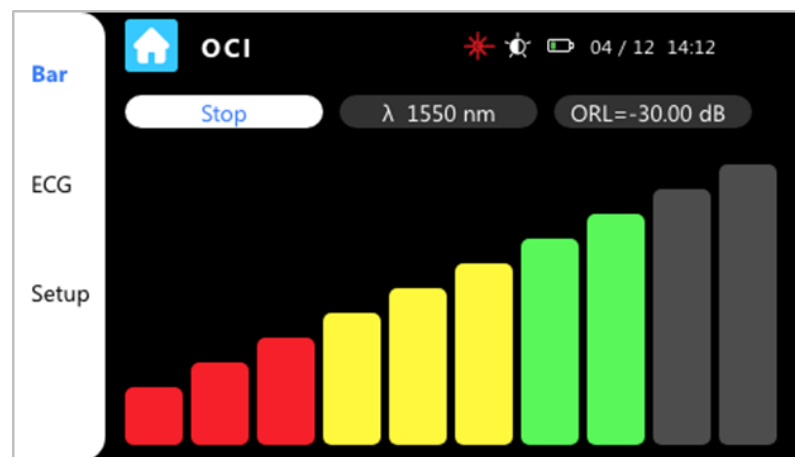 OCI 04 / 12 14:12
Bar
Stop λ 1550 nm ORL=-30.00 dB
ECG
Setup